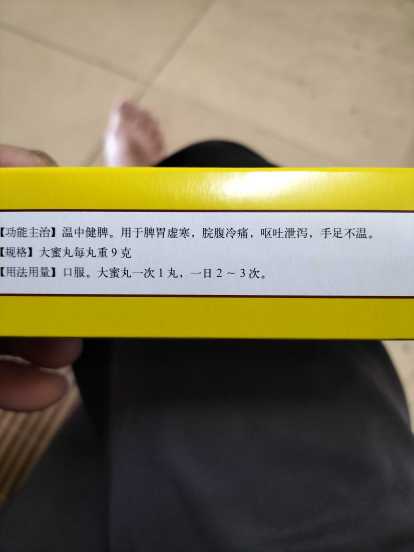 【功能主治】温中健脾。用于脾胃虚寒，脘腹冷痛，呕吐泄泻，手足不温。
【规格】大蜜丸每丸重 9 克
【用法用量】口服。大蜜丸一次 1 丸，一日 2 ～ 3 次。